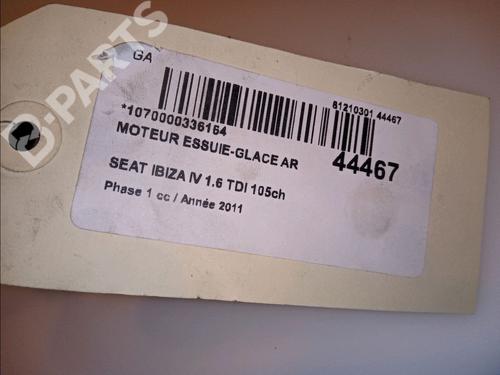 B-PARTS
GA
81210301 44467
*1070000336154
MOTEUR ESSUIE-GLACE AR
44467
SEAT IBIZA IV 1.6 TDI 105ch
Phase 1 cc / Année 2011